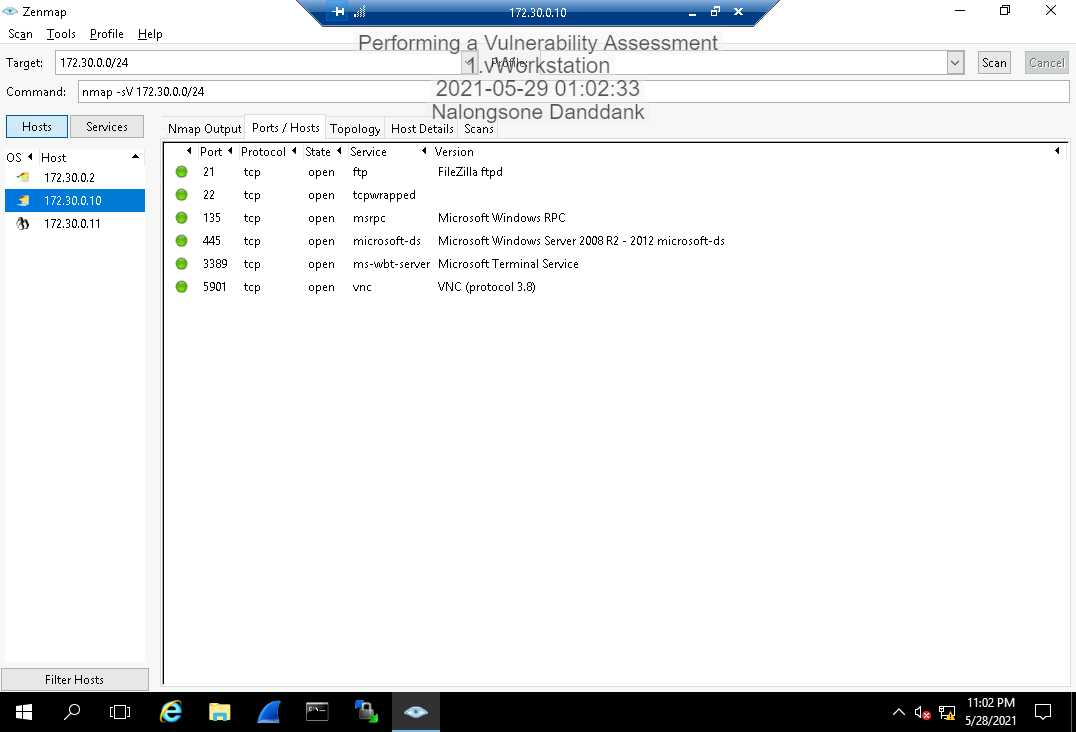 Zenmap
172.30.0.10
Scan Tools Profile Help
Performing a Vulnerability Assessment
Target: 172.30.0.0/24 Profile: Scan Cancel
1. vWorkstation
Command: nmap -sV 172.30.0.0/24
2021-05-29 01:02:33
Nalongsone Danddank
Hosts Services
Nmap Output Ports / Hosts Topology Host Details Scans
OS Host
Port Protocol State Service Version
172.30.0.2
172.30.0.10
172.30.0.11
21 tcp open ftp FileZilla ftpd
22 tcp open tcpwrapped
135 tcp open msrpc Microsoft Windows RPC
445 tcp open microsoft-ds Microsoft Windows Server 2008 R2 - 2012 microsoft-ds
3389 tcp open ms-wbt-server Microsoft Terminal Service
5901 tcp open vnc VNC (protocol 3.8)
Filter Hosts
11:02 PM
5/28/2021